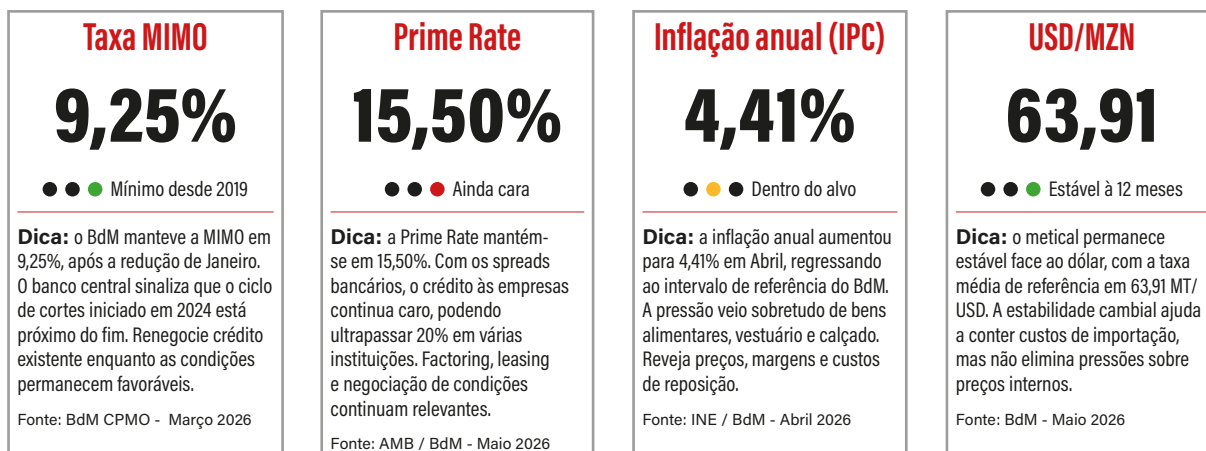 Taxa MIMO
9,25%
Mínimo desde 2019
Dica: o BdM manteve a MIMO em
9,25%, após a redução de Janeiro.
O banco central sinaliza que o ciclo
de cortes iniciado em 2024 está
próximo do fim. Renegocie crédito
existente enquanto as condições
permanecem favoráveis.
Fonte: BdM CPMO - Março 2026
Prime Rate
15,50%
Ainda cara
Dica: a Prime Rate mantém-
se em 15,50%. Com os spreads
bancários, o crédito às empresas
continua caro, podendo
ultrapassar 20% em várias
instituições. Factoring, leasing
e negociação de condições
continuam relevantes.
Fonte: AMB / BdM - Maio 2026
Inflação anual (IPC)
4,41%
Dentro do alvo
Dica: a inflação anual aumentou
para 4,41% em Abril, regressando
ao intervalo de referência do BdM.
A pressão veio sobretudo de bens
alimentares, vestuário e calçado.
Reveja preços, margens e custos
de reposição.
Fonte: INE / BdM - Abril 2026
USD/MZN
63,91
Estável à 12 meses
Dica: o metical permanece
estável face ao dólar, com a taxa
média de referência em 63,91 MT/
USD. A estabilidade cambial ajuda
a conter custos de importação,
mas não elimina pressões sobre
preços internos.
Fonte: BdM - Maio 2026